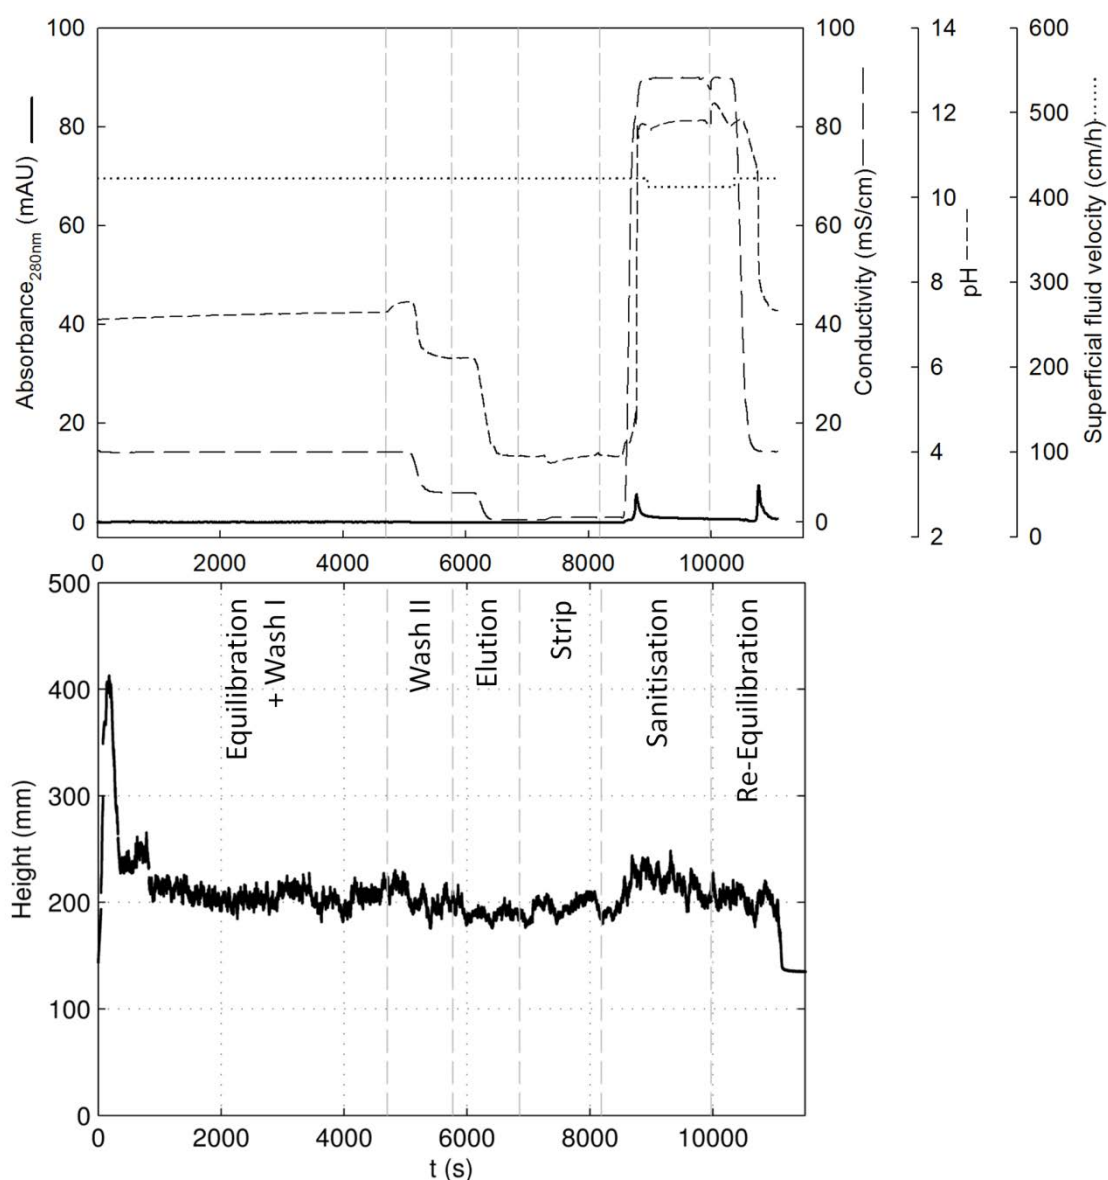 100
80
60
40
20
0
Absorbance280nm (mAU)
100
80
60
40
20
0
Conductivity (mS/cm)
14
12
10
8
6
4
2
pH
600
500
400
300
200
100
0
Superficial fluid velocity (cm/h)
0 2000 4000 6000 8000 10000
500
400
300
200
100
0
Height (mm)
Equilibration
+ Wash I
Wash II
Elution
Strip
Sanitisation
Re-Equilibration
0 2000 4000 6000 8000 10000
t (s)